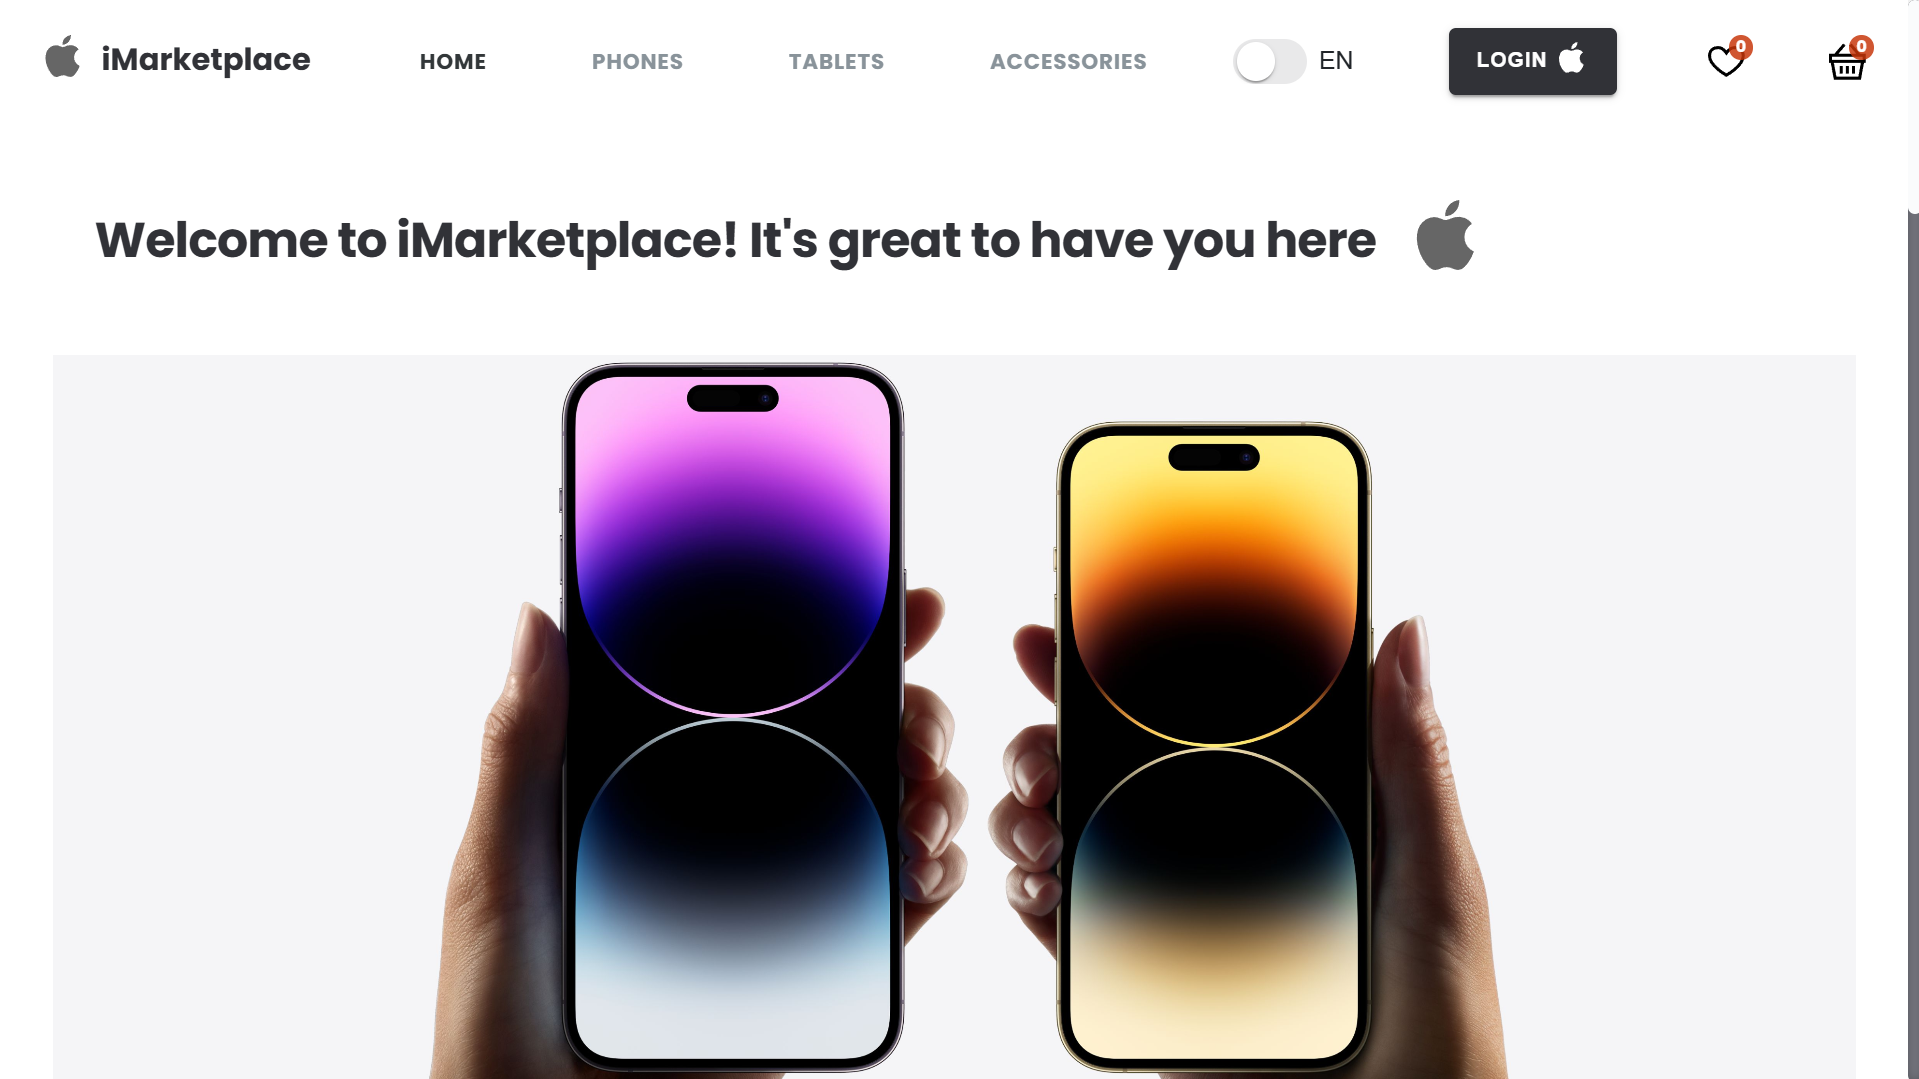 iMarketplace
HOME
PHONES
TABLETS
ACCESSORIES
EN
LOGIN
0
0
Welcome to iMarketplace! It's great to have you here